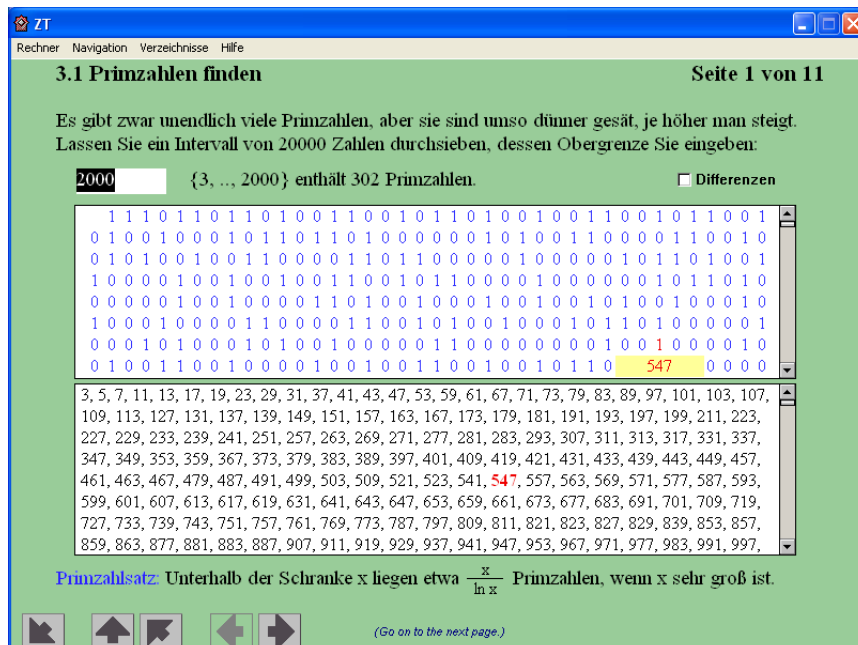 ZT
Rechner Navigation Verzeichnisse Hilfe
3.1 Primzahlen finden Seite 1 von 11
Es gibt zwar unendlich viele Primzahlen, aber sie sind umso dünner gesät, je höher man steigt.
Lassen Sie ein Intervall von 20000 Zahlen durchsieben, dessen Obergrenze Sie eingeben:
2000 {3, .., 2000} enthält 302 Primzahlen. Differenzen
1 1 1 0 1 1 0 1 1 0 1 0 0 1 1 0 0 1 0 1 1 0 1 0 0 1 0 0 1 1 0 0 1 0 1 1 0 0 1
0 1 0 0 1 0 0 0 1 0 1 1 0 1 1 0 1 0 0 0 0 0 0 1 0 1 0 0 1 1 0 0 0 0 1 1 0 0 1 0
0 1 0 1 0 0 1 0 0 1 1 0 0 0 0 1 1 0 1 1 0 0 0 0 0 1 0 0 0 0 0 1 0 1 1 0 1 0 0 1
1 0 0 0 0 1 0 0 1 0 0 1 0 0 1 1 0 0 1 0 1 1 0 0 0 0 1 0 0 0 0 0 0 1 0 1 1 0 1 0
0 0 0 0 0 1 0 0 1 0 0 0 0 1 1 0 1 0 0 1 0 0 0 1 0 0 1 0 0 1 0 1 0 0 1 0 0 0 1 0
1 0 0 0 1 0 0 0 0 1 1 0 0 0 0 1 1 0 0 1 0 1 0 0 1 0 0 0 1 0 1 1 0 1 0 0 0 0 0 1
0 0 0 1 0 1 0 0 0 1 0 1 0 0 1 0 0 0 0 0 1 1 0 0 0 0 0 0 0 0 1 0 0 1 0 0 0 0 1 0
0 1 0 0 1 1 0 0 1 0 0 0 0 1 0 0 1 0 0 1 1 0 0 1 0 0 1 0 1 1 0 547 0 0 0 0
3, 5, 7, 11, 13, 17, 19, 23, 29, 31, 37, 41, 43, 47, 53, 59, 61, 67, 71, 73, 79, 83, 89, 97, 101, 103, 107,
109, 113, 127, 131, 137, 139, 149, 151, 157, 163, 167, 173, 179, 181, 191, 193, 197, 199, 211, 223,
227, 229, 233, 239, 241, 251, 257, 263, 269, 271, 277, 281, 283, 293, 307, 311, 313, 317, 331, 337,
347, 349, 353, 359, 367, 373, 379, 383, 389, 397, 401, 409, 419, 421, 431, 433, 439, 443, 449, 457,
461, 463, 467, 479, 487, 491, 499, 503, 509, 521, 523, 541, 547, 557, 563, 569, 571, 577, 587, 593,
599, 601, 607, 613, 617, 619, 631, 641, 643, 647, 653, 659, 661, 673, 677, 683, 691, 701, 709, 719,
727, 733, 739, 743, 751, 757, 761, 769, 773, 787, 797, 809, 811, 821, 823, 827, 829, 839, 853, 857,
859, 863, 877, 881, 883, 887, 907, 911, 919, 929, 937, 941, 947, 953, 967, 971, 977, 983, 991, 997,
Primzahlsatz: Unterhalb der Schranke x liegen etwa x / ln x Primzahlen, wenn x sehr groß ist.
(Go on to the next page.)